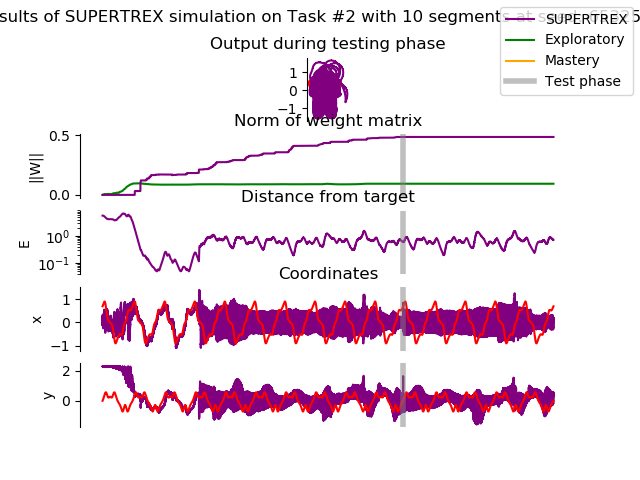 sults of SUPERTREX simulation on Task #2 with 10 segments at
SUPERTREX
Exploratory
Mastery
Test phase
Output during testing phase
1
0
−1
Norm of weight matrix
||W||
0.5
0.0
Distance from target
E
10^0
10^-1
Coordinates
x
1
0
−1
y
2
0